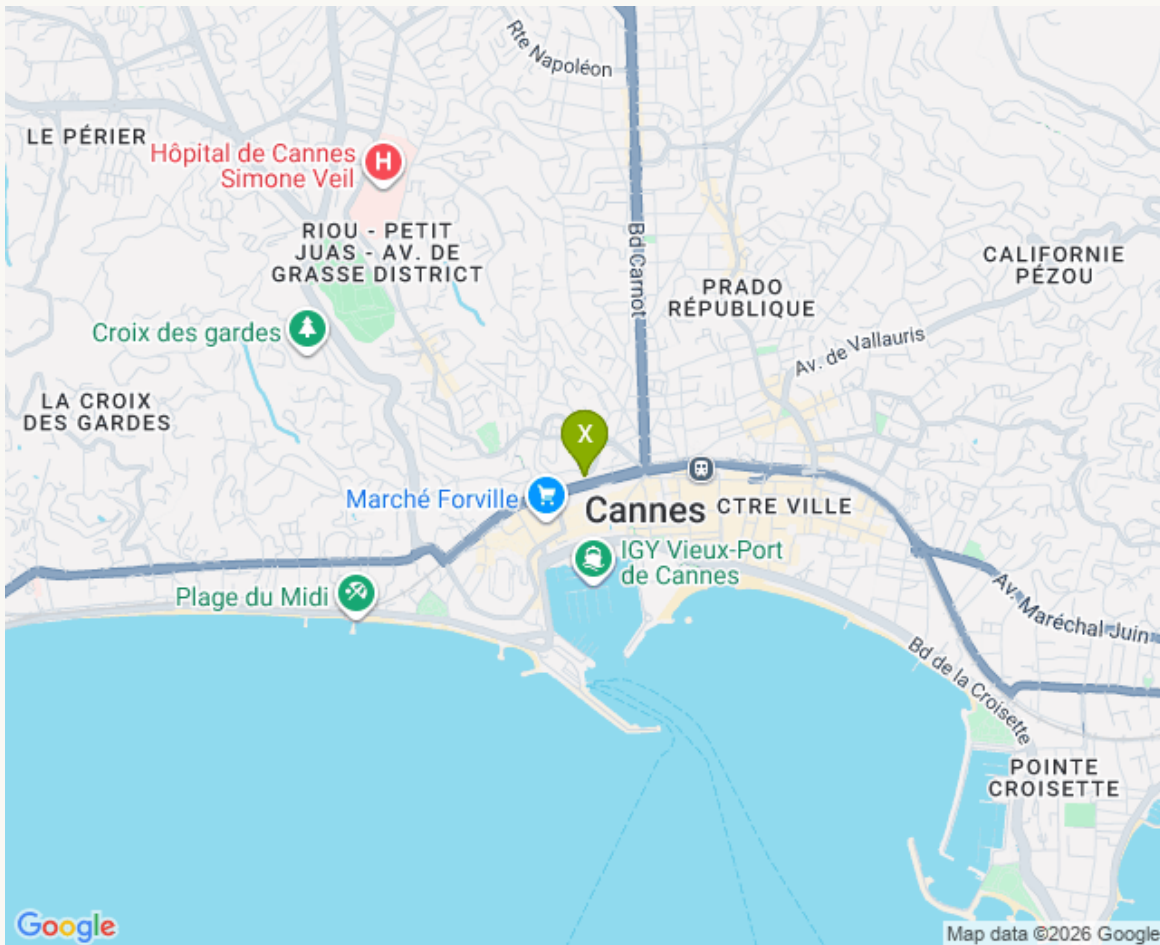 Rte Napoléon
LE PÉRIER
Hôpital de Cannes
Simone Veil
H
RIOU - PETIT
JUAS - AV. DE
GRASSE DISTRICT
Bd Carnot
CALIFORNIE
PÉZOU
PRADO
RÉPUBLIQUE
Croix des gardes
Av. de Vallauris
LA CROIX
DES GARDES
X
Marché Forville
Cannes
CTRE VILLE
IGY Vieux-Port
de Cannes
Plage du Midi
Av. Maréchal Juin
Bd de la Croisette
POINTE
CROISETTE
Google
Map data ©2026 Google